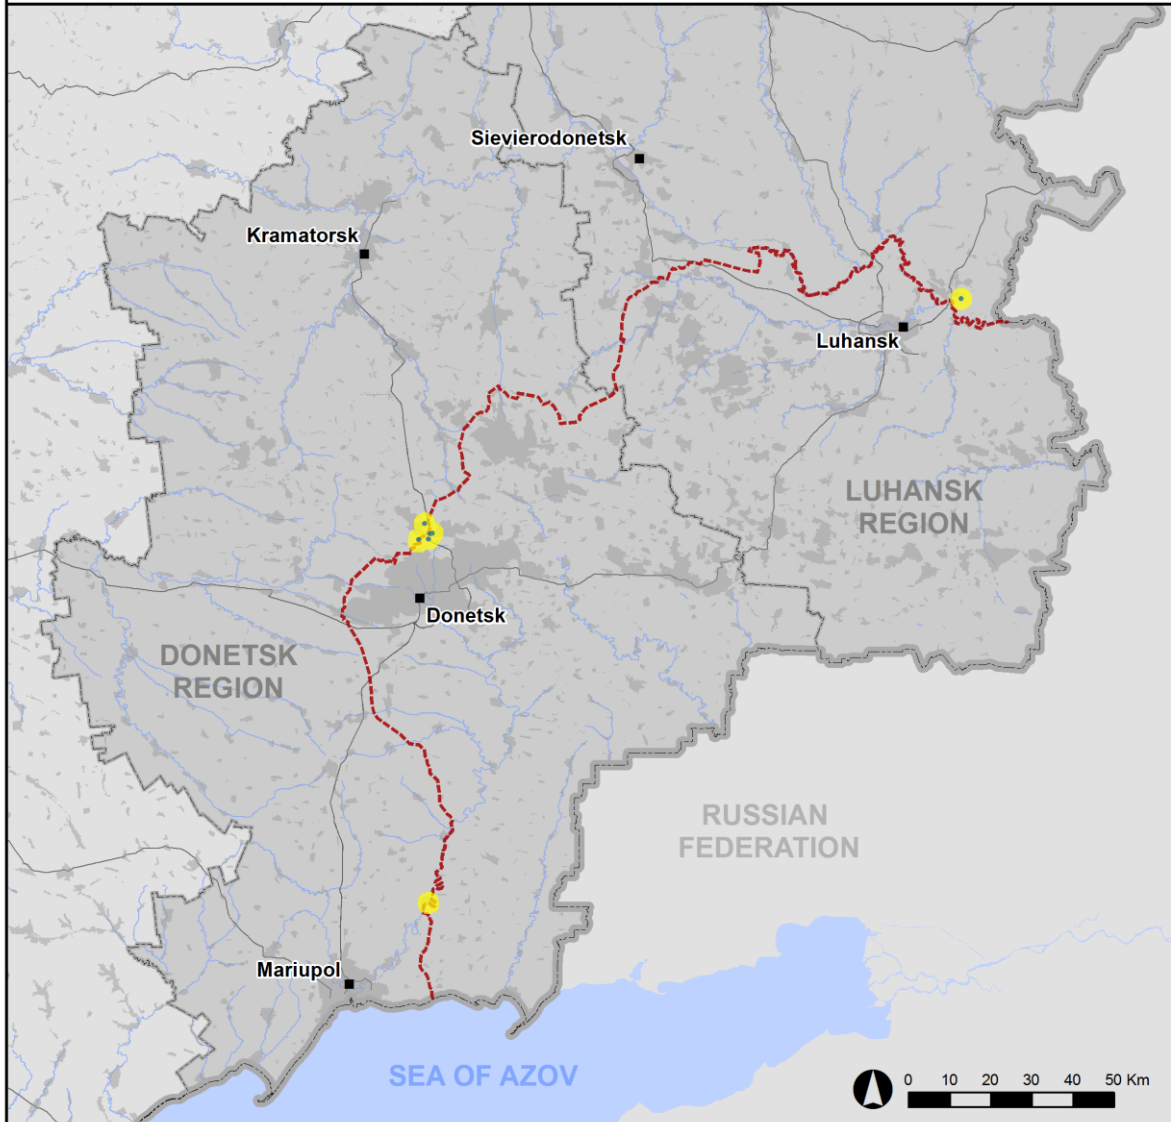 Sievierodonetsk
Kramatorsk
Luhansk
LUHANSK
REGION
Donetsk
DONETSK
REGION
RUSSIAN
FEDERATION
Mariupol
SEA OF AZOV
0 10 20 30 40 50 Km